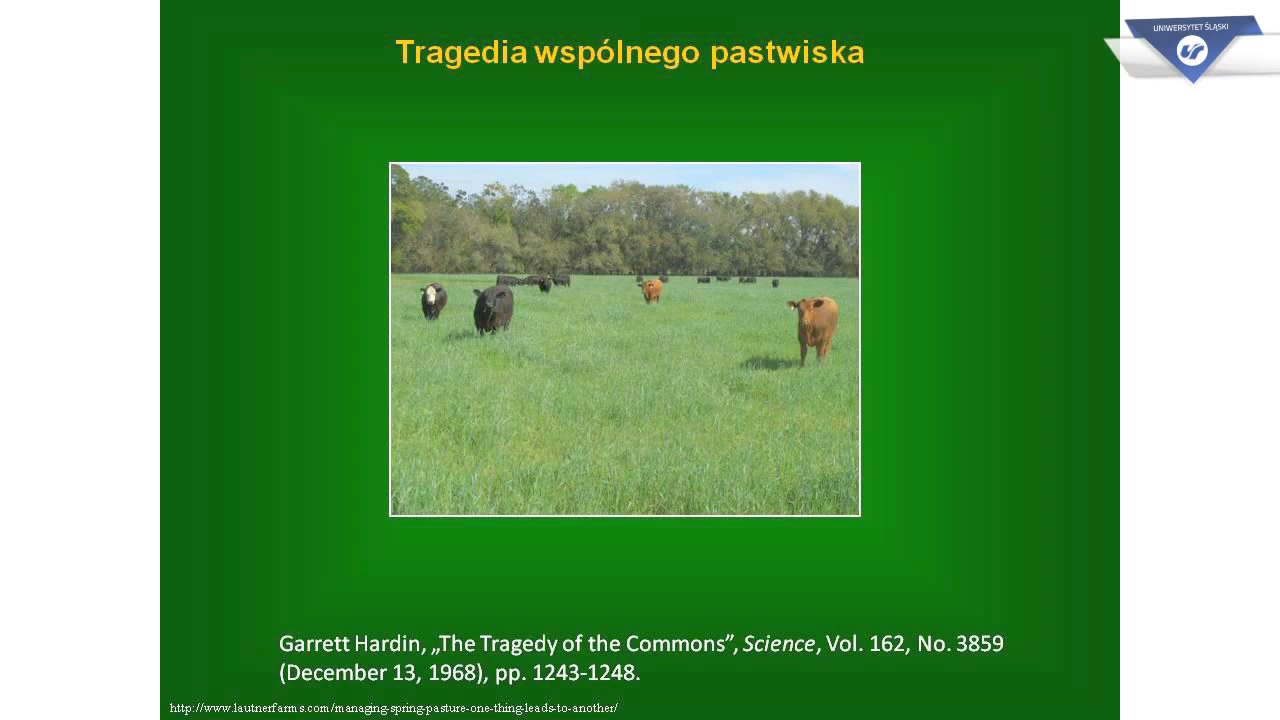 Tragedia wspólnego pastwiska
UNIWERSYTET ŚLĄSKI
Garrett Hardin, „The Tragedy of the Commons”, Science, Vol. 162, No. 3859
(December 13, 1968), pp. 1243-1248.
http://www.lautnerfarms.com/managing-spring-pasture-one-thing-leads-to-another/